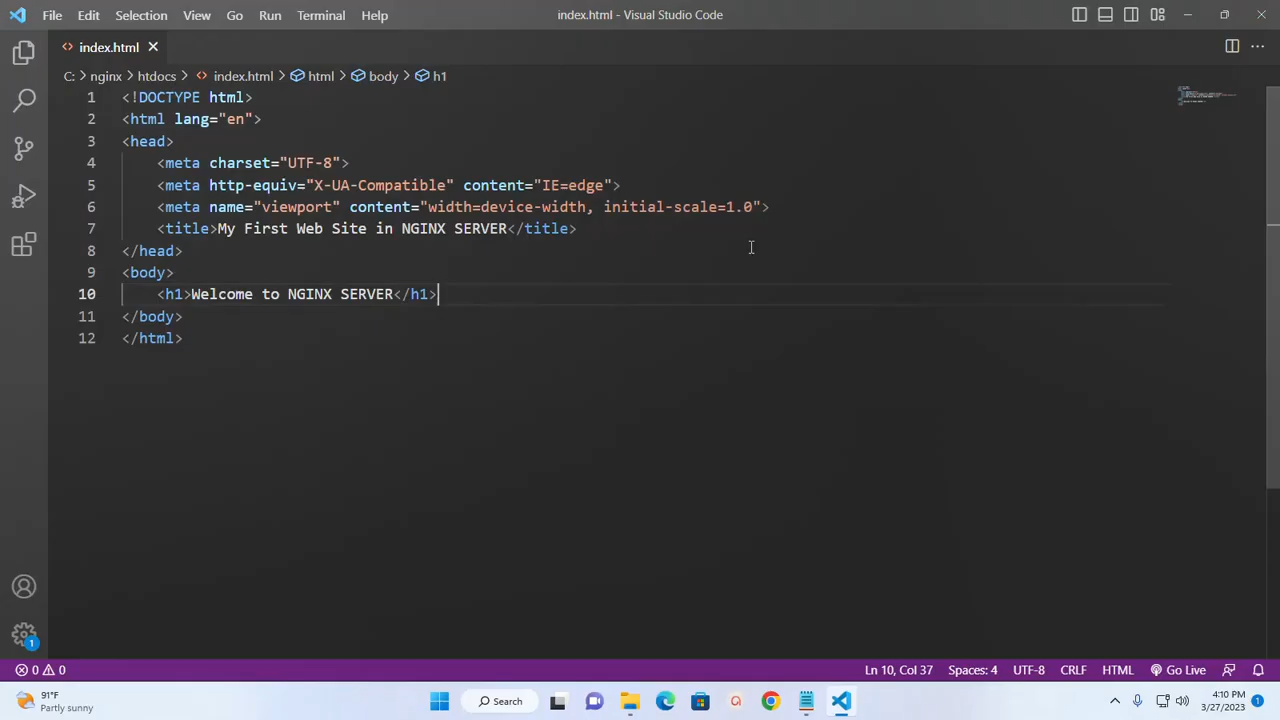 File Edit Selection View Go Run Terminal Help index.html - Visual Studio Code
<> index.html
C: > nginx > htdocs > <> index.html > html > body > h1
1 <!DOCTYPE html>
2 <html lang="en">
3 <head>
4     <meta charset="UTF-8">
5     <meta http-equiv="X-UA-Compatible" content="IE=edge">
6     <meta name="viewport" content="width=device-width, initial-scale=1.0">
7     <title>My First Web Site in NGINX SERVER</title>
8 </head>
9 <body>
10     <h1>Welcome to NGINX SERVER</h1>
11 </body>
12 </html>
1
0 0 Ln 10, Col 37 Spaces: 4 UTF-8 CRLF HTML Go Live
91°F
Partly sunny
Search
4:10 PM
3/27/2023
1